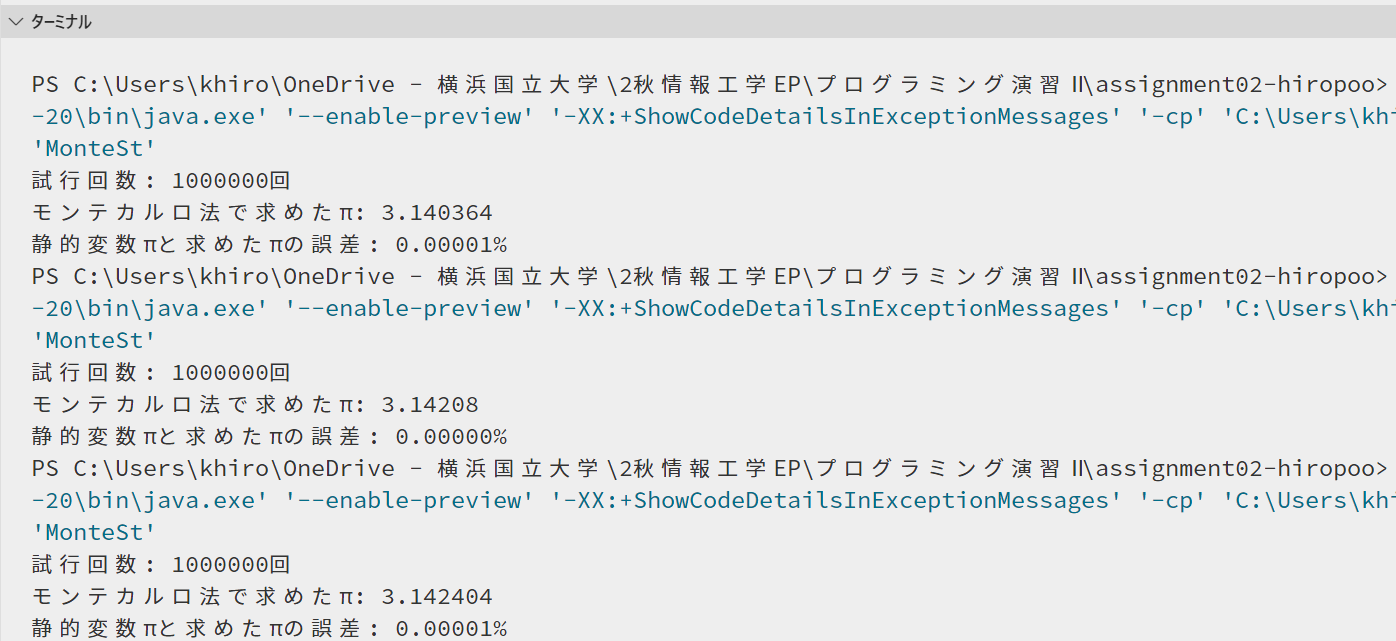 ターミナル
PS C:\Users\khiro\OneDrive - 横浜国立大学\2秋情報工学EP\プログラミング演習Ⅱ\assignment02-hiropoo>
-20\bin\java.exe' '--enable-preview' '-XX:+ShowCodeDetailsInExceptionMessages' '-cp' 'C:\Users\khi
'MonteSt'
試行回数: 1000000回
モンテカルロ法で求めたπ: 3.140364
静的変数πと求めたπの誤差: 0.00001%
PS C:\Users\khiro\OneDrive - 横浜国立大学\2秋情報工学EP\プログラミング演習Ⅱ\assignment02-hiropoo>
-20\bin\java.exe' '--enable-preview' '-XX:+ShowCodeDetailsInExceptionMessages' '-cp' 'C:\Users\khi
'MonteSt'
試行回数: 1000000回
モンテカルロ法で求めたπ: 3.14208
静的変数πと求めたπの誤差: 0.00000%
PS C:\Users\khiro\OneDrive - 横浜国立大学\2秋情報工学EP\プログラミング演習Ⅱ\assignment02-hiropoo>
-20\bin\java.exe' '--enable-preview' '-XX:+ShowCodeDetailsInExceptionMessages' '-cp' 'C:\Users\khi
'MonteSt'
試行回数: 1000000回
モンテカルロ法で求めたπ: 3.142404
静的変数πと求めたπの誤差: 0.00001%